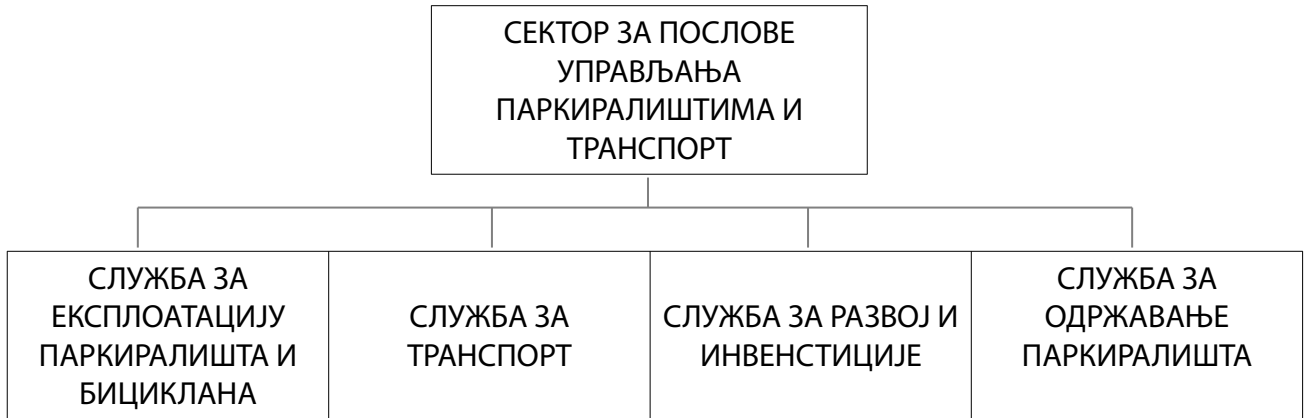 СЕКТОР ЗА ПОСЛОВЕ
УПРАВЉАЊА
ПАРКИРАЛИШТИМА И
ТРАНСПОРТ
СЛУЖБА ЗА
ЕКСПЛОАТАЦИЈУ
ПАРКИРАЛИШТА И
БИЦИКЛАНА
СЛУЖБА ЗА
ТРАНСПОРТ
СЛУЖБА ЗА РАЗВОЈ И
ИНВЕНСТИЦИЈЕ
СЛУЖБА ЗА
ОДРЖАВАЊЕ
ПАРКИРАЛИШТА